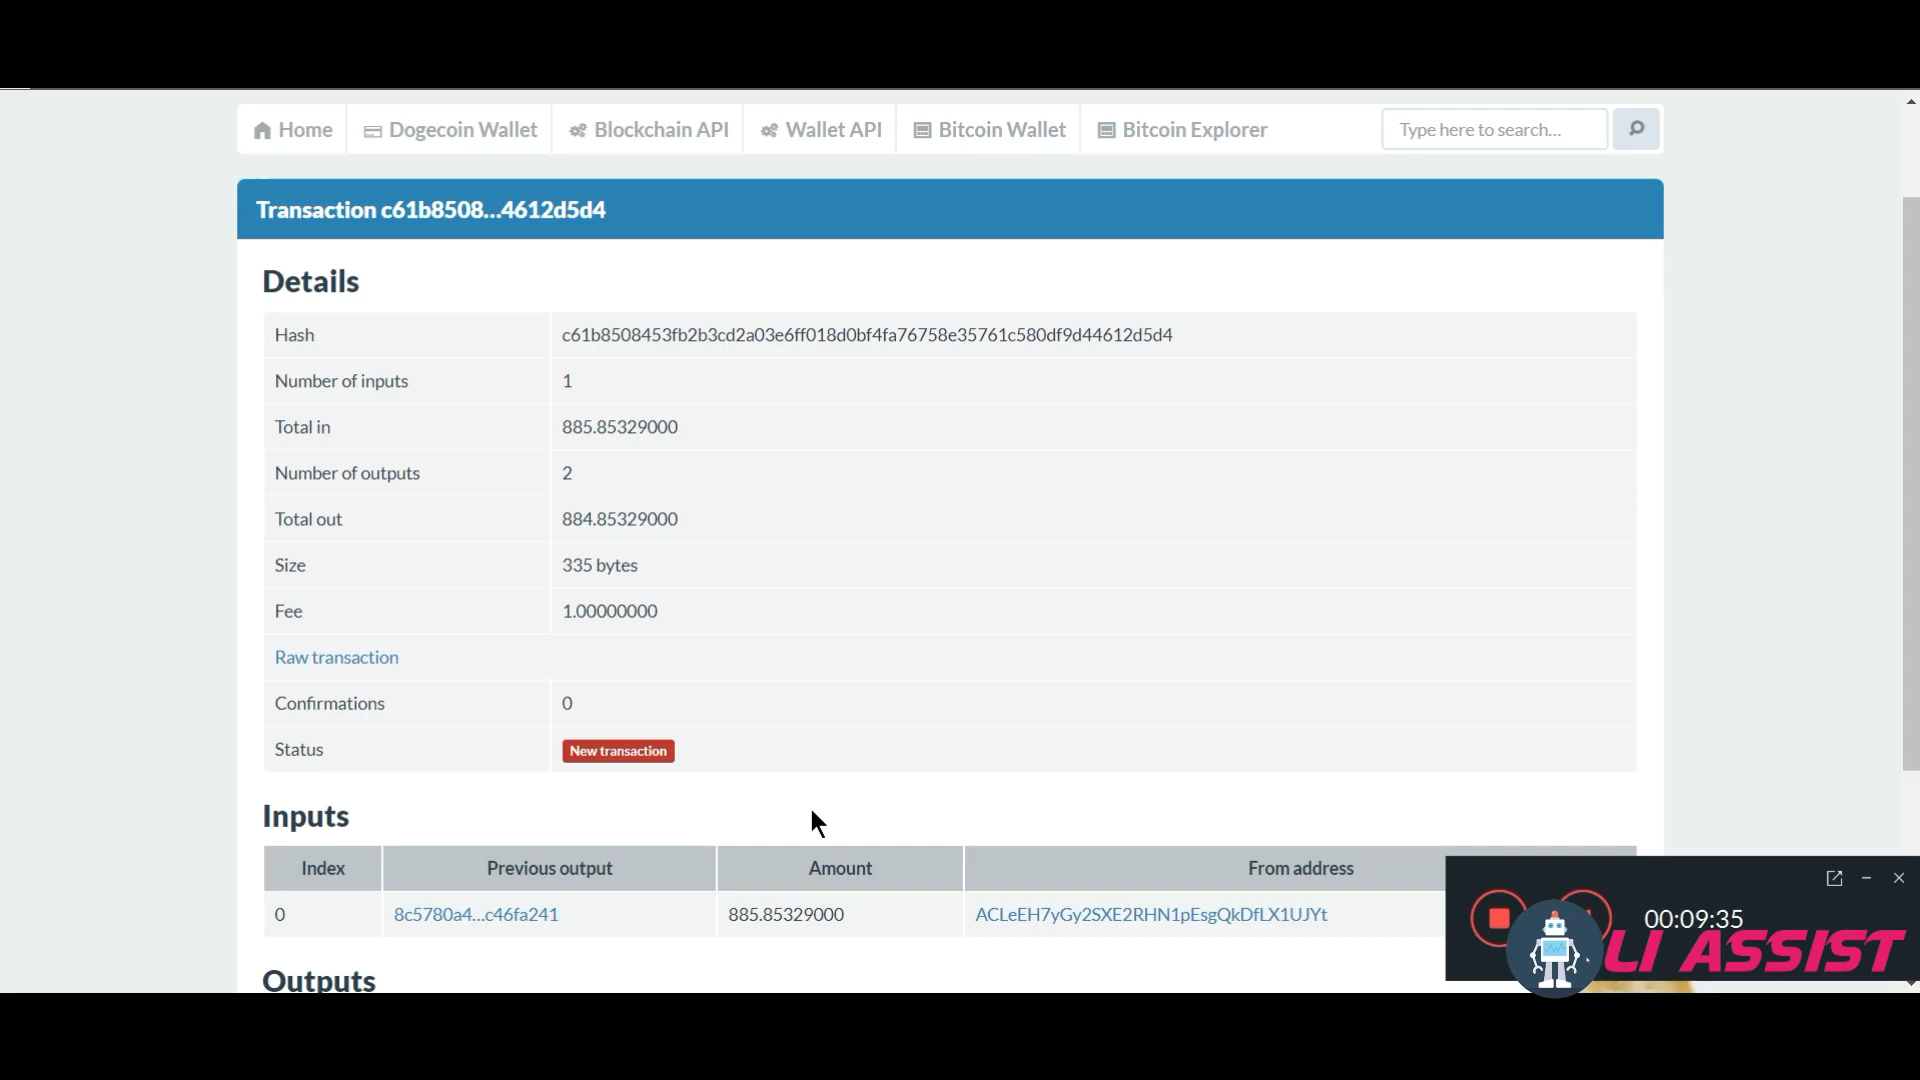 Home Dogecoin Wallet Blockchain API Wallet API Bitcoin Wallet Bitcoin Explorer Type here to search...
Transaction c61b8508...4612d5d4
Details
Hash c61b8508453fb2b3cd2a03e6ff018d0bf4fa76758e35761c580df9d44612d5d4
Number of inputs 1
Total in 885.85329000
Number of outputs 2
Total out 884.85329000
Size 335 bytes
Fee 1.00000000
Raw transaction
Confirmations 0
Status New transaction
Inputs
Index Previous output Amount From address
0 8c5780a4...c46fa241 885.85329000 ACLeEH7yGy2SXE2RHN1pEsgQkDfLX1UJYt
00:09:35
LI ASSIST
Outputs